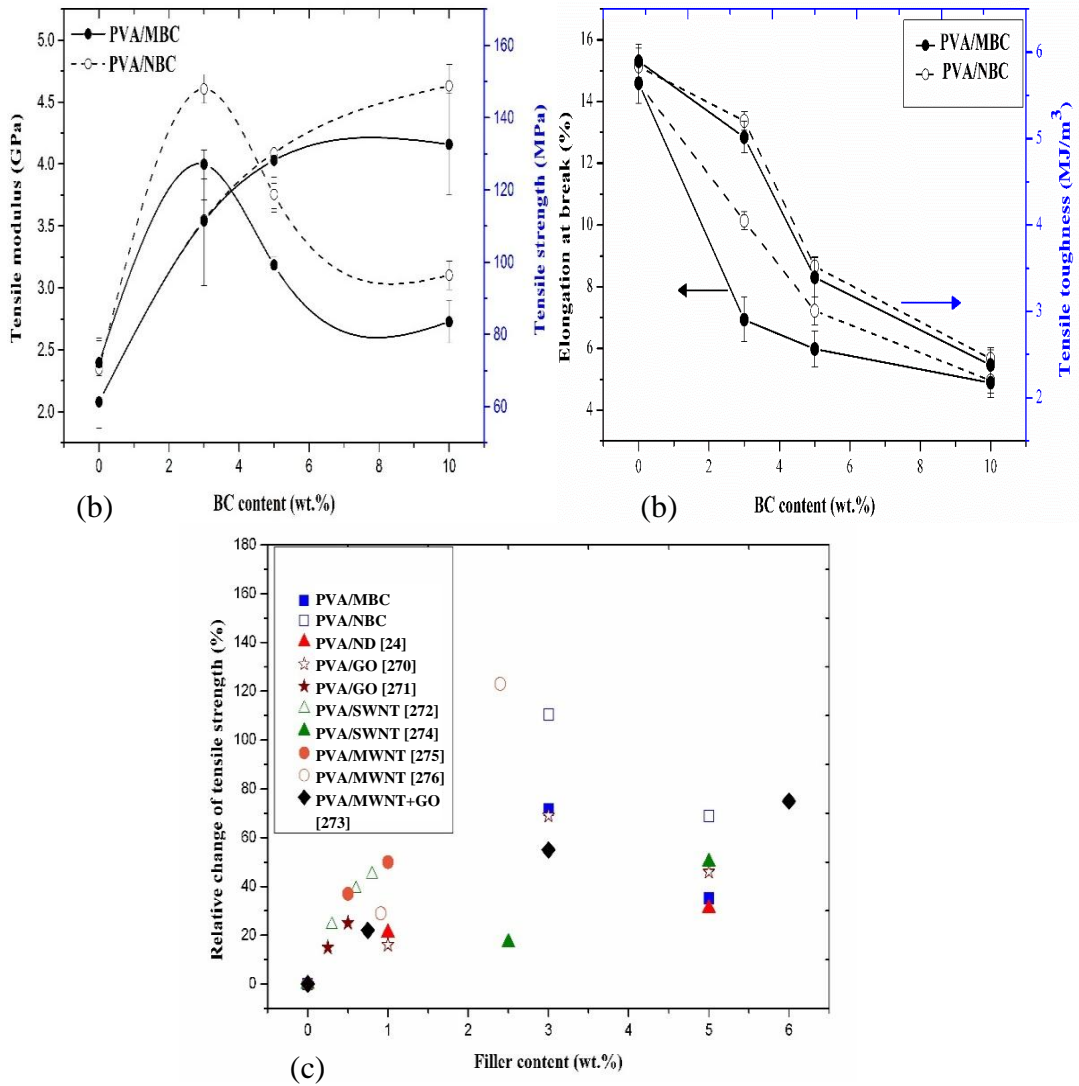 PVA/MBC
PVA/NBC
Tensile modulus (GPa)
5.0
4.5
4.0
3.5
3.0
2.5
2.0
160
140
120
100
80
60
Tensile strength (MPa)
0 2 4 6 8 10
BC content (wt.%)
(b)
PVA/MBC
PVA/NBC
Elongation at break (%)
16
14
12
10
8
6
4
6
5
4
3
2
Tensile toughness (MJ/m³)
0 2 4 6 8 10
BC content (wt.%)
(b)
Relative change of tensile strength (%)
180
160
140
120
100
80
60
40
20
0
PVA/MBC
PVA/NBC
PVA/ND [24]
PVA/GO [270]
PVA/GO [271]
PVA/SWNT [272]
PVA/SWNT [274]
PVA/MWNT [275]
PVA/MWNT [276]
PVA/MWNT+GO
[273]
0 1 2 3 4 5 6
Filler content (wt.%)
(c)